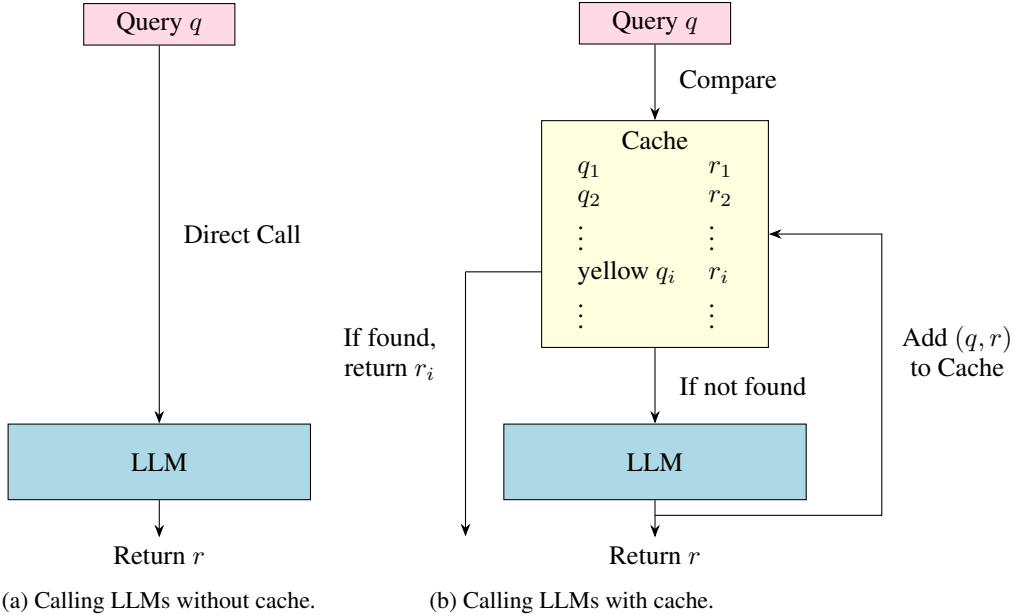 Query q
Direct Call
LLM
Return r
(a) Calling LLMs without cache.
Query q
Compare
Cache
q₁ r₁
q₂ r₂
⋮ ⋮
yellow qᵢ rᵢ
⋮ ⋮
If found,
return rᵢ
If not found
Add (q, r)
to Cache
LLM
Return r
(b) Calling LLMs with cache.